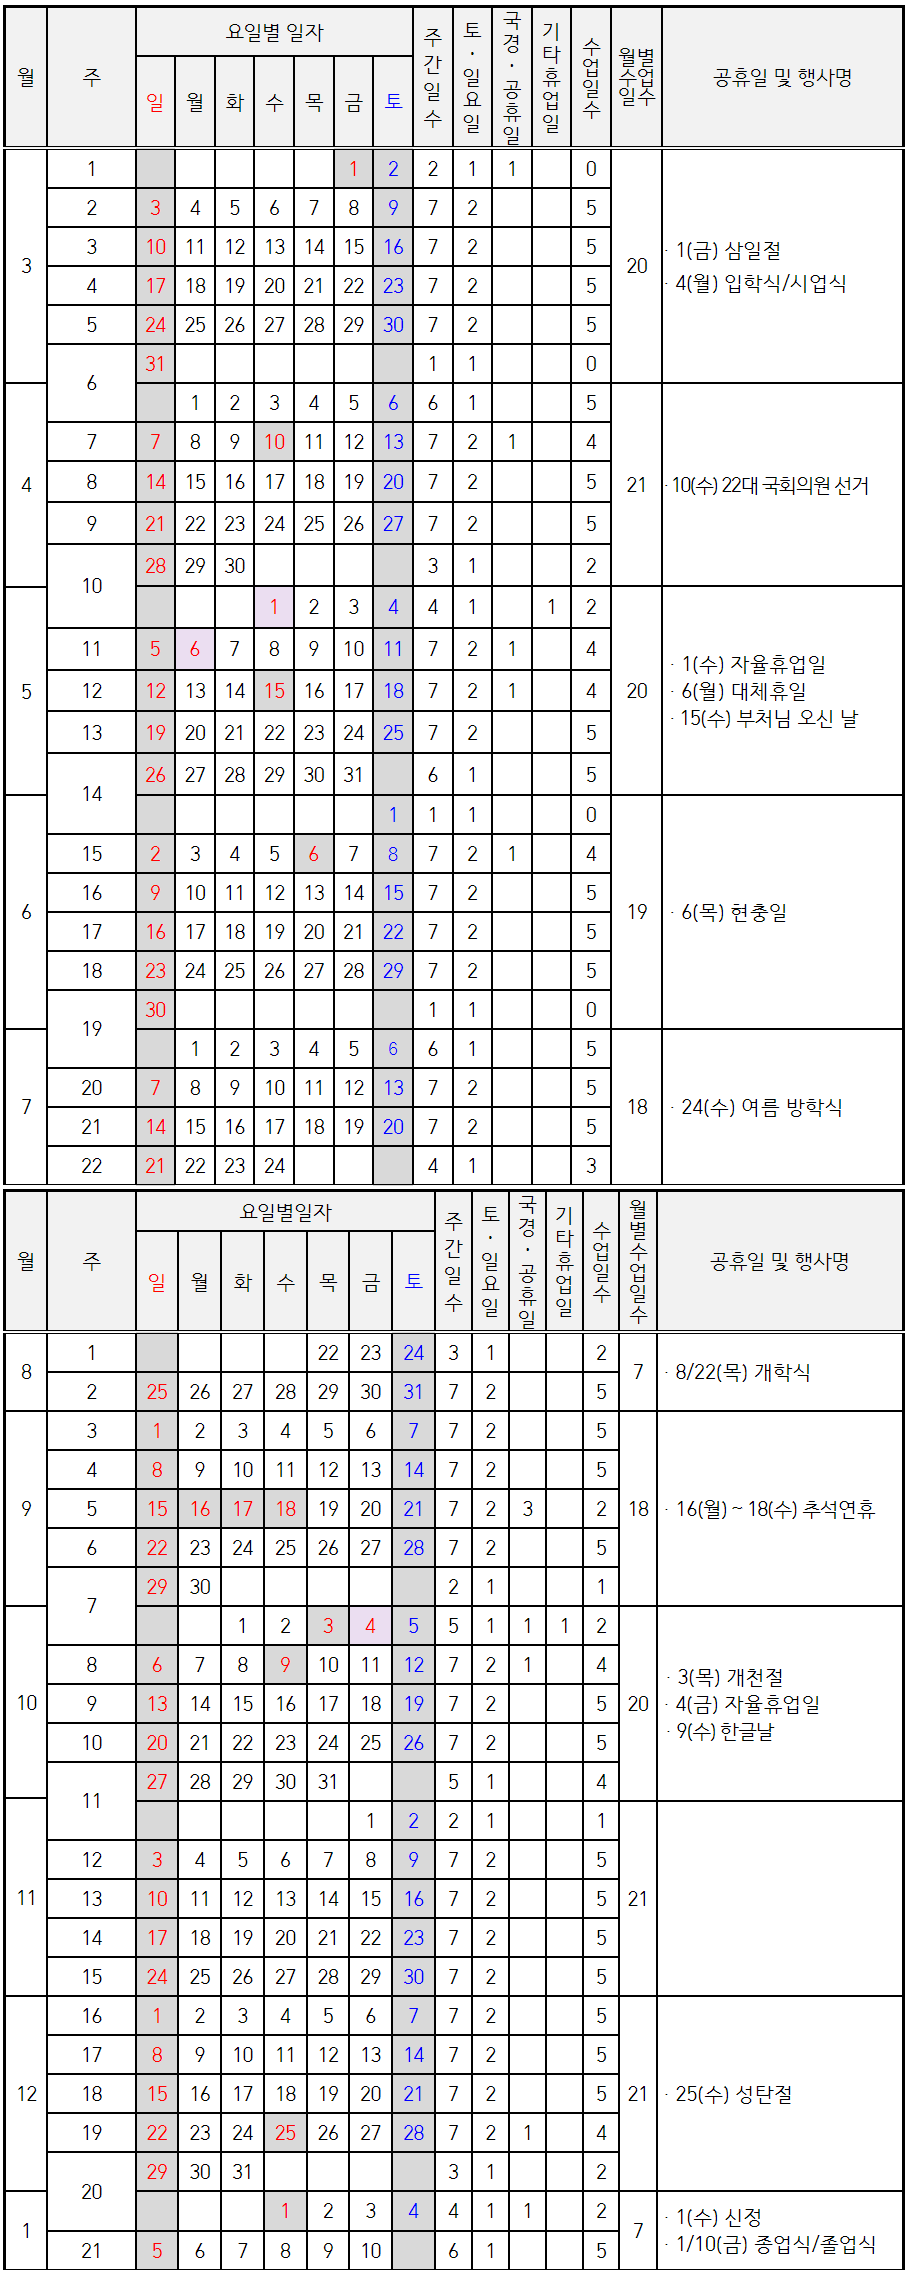 월 주 요일별 일자 주간일수 토·일요일 국경·공휴일 기타휴업일 수업일수 월별수업일수 공휴일 및 행사명
일 월 화 수 목 금 토
3 1 1 2 2 1 1 0 20
2 3 4 5 6 7 8 9 7 2 5
3 10 11 12 13 14 15 16 7 2 5 · 1(금) 삼일절
4 17 18 19 20 21 22 23 7 2 5 · 4(월) 입학식/시업식
5 24 25 26 27 28 29 30 7 2 5
6 31 1 1 0
4 1 2 3 4 5 6 6 1 5 21
7 7 8 9 10 11 12 13 7 2 1 4
8 14 15 16 17 18 19 20 7 2 5 · 10(수) 22대 국회의원 선거
9 21 22 23 24 25 26 27 7 2 5
10 28 29 30 3 1 2
5 1 2 3 4 4 1 1 2 20
11 5 6 7 8 9 10 11 7 2 1 4 · 1(수) 자율휴업일
12 12 13 14 15 16 17 18 7 2 1 4 · 6(월) 대체휴일
13 19 20 21 22 23 24 25 7 2 5 · 15(수) 부처님 오신 날
14 26 27 28 29 30 31 6 1 5
6 1 1 1 0 19
15 2 3 4 5 6 7 8 7 2 1 4
16 9 10 11 12 13 14 15 7 2 5
17 16 17 18 19 20 21 22 7 2 5 · 6(목) 현충일
18 23 24 25 26 27 28 29 7 2 5
19 30 1 1 0
7 1 2 3 4 5 6 6 1 5 18
20 7 8 9 10 11 12 13 7 2 5 · 24(수) 여름 방학식
21 14 15 16 17 18 19 20 7 2 5
22 21 22 23 24 4 1 3
월 주 요일별일자 주간일수 토·일요일 국경·공휴일 기타휴업일 수업일수 월별수업일수 공휴일 및 행사명
일 월 화 수 목 금 토
8 1 22 23 24 3 1 2 7 · 8/22(목) 개학식
2 25 26 27 28 29 30 31 7 2 5
9 3 1 2 3 4 5 6 7 7 2 5 18
4 8 9 10 11 12 13 14 7 2 5
5 15 16 17 18 19 20 21 7 2 3 2 · 16(월) ~ 18(수) 추석연휴
6 22 23 24 25 26 27 28 7 2 5
7 29 30 2 1 1
10 1 2 3 4 5 5 1 1 1 2 20
8 6 7 8 9 10 11 12 7 2 1 4 · 3(목) 개천절
9 13 14 15 16 17 18 19 7 2 5 · 4(금) 자율휴업일
10 20 21 22 23 24 25 26 7 2 5 · 9(수) 한글날
11 27 28 29 30 31 5 1 4
11 1 2 2 1 1 21
12 3 4 5 6 7 8 9 7 2 5
13 10 11 12 13 14 15 16 7 2 5
14 17 18 19 20 21 22 23 7 2 5
15 24 25 26 27 28 29 30 7 2 5
12 16 1 2 3 4 5 6 7 7 2 5 21
17 8 9 10 11 12 13 14 7 2 5
18 15 16 17 18 19 20 21 7 2 5 · 25(수) 성탄절
19 22 23 24 25 26 27 28 7 2 1 4
20 29 30 31 3 1 2
1 1 2 3 4 4 1 1 2 7 · 1(수) 신정
21 5 6 7 8 9 10 6 1 5 · 1/10(금) 종업식/졸업식